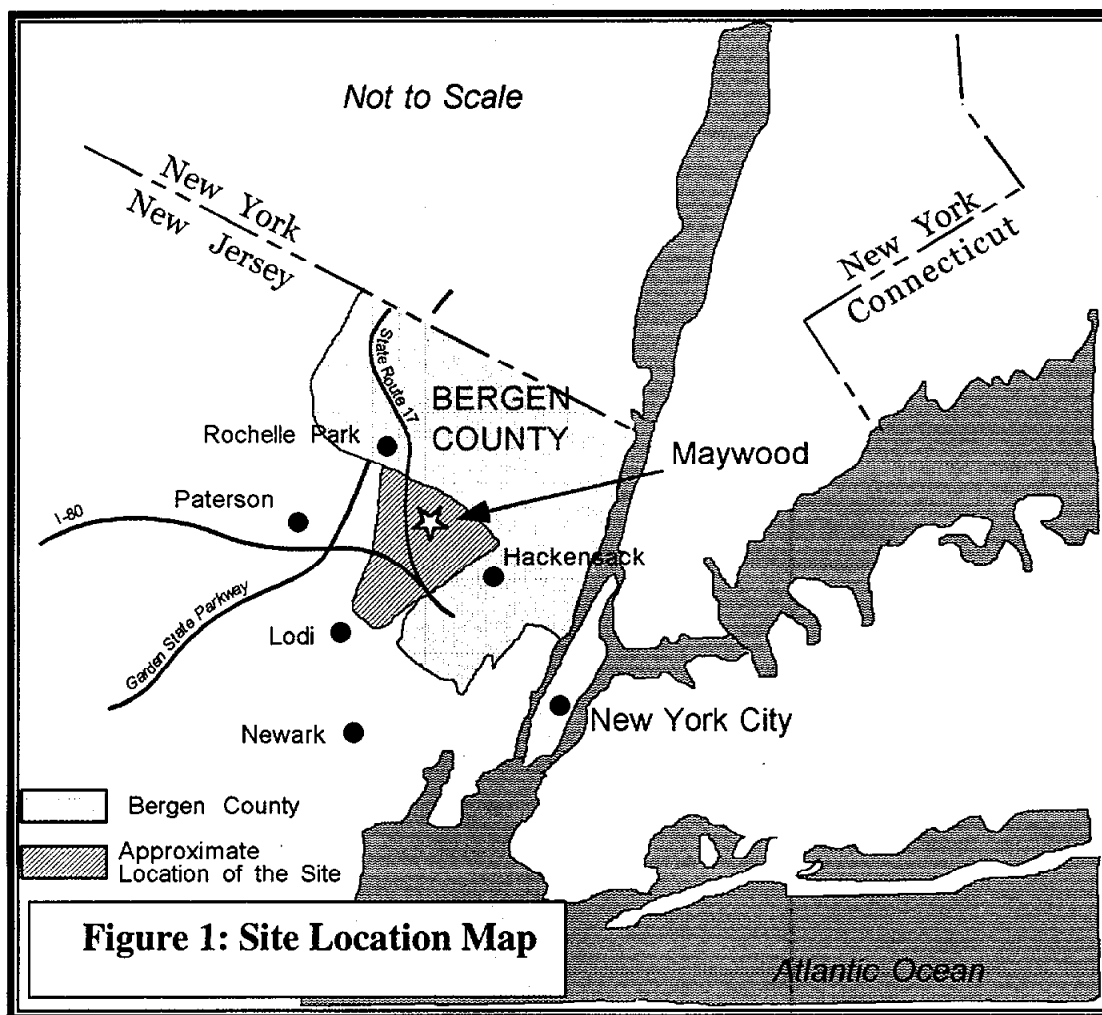 Not to Scale
New York
New Jersey
New York
Connecticut
State Route 17
BERGEN
COUNTY
Rochelle Park
Maywood
Paterson
I-80
Hackensack
Garden State Parkway
Lodi
New York City
Newark
Bergen County
Approximate
Location of the Site
Figure 1: Site Location Map
Atlantic Ocean